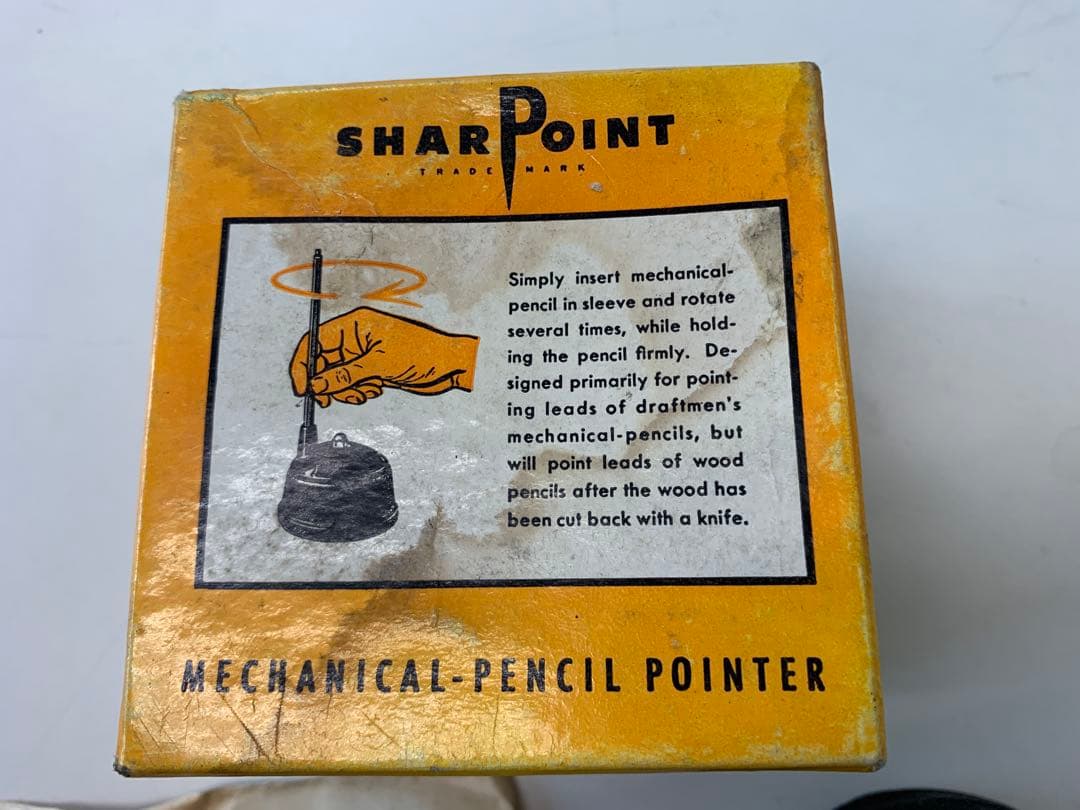 SHARPOINT
TRADE MARK
Simply insert mechanical-
pencil in sleeve and rotate
several times, while hold-
ing the pencil firmly. De-
signed primarily for point-
ing leads of draftmen's
mechanical-pencils, but
will point leads of wood
pencils after the wood has
been cut back with a knife.
MECHANICAL-PENCIL POINTER